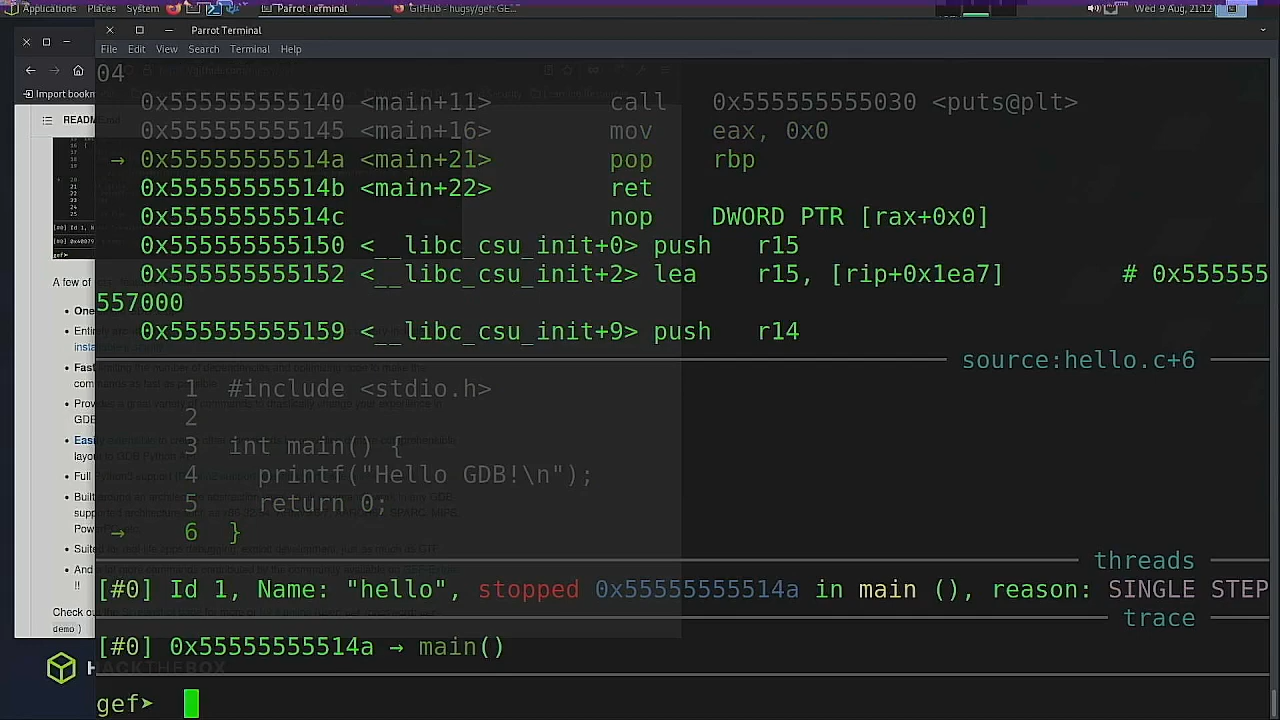 Applications Places System Parrot Terminal GitHub - hugsy/gef: GE… Wed 9 Aug, 21:12
Parrot Terminal
File Edit View Search Terminal Help
Import bookm
README.md
04
0x555555555140 <main+11> call 0x555555555030 <puts@plt>
0x555555555145 <main+16> mov eax, 0x0
→ 0x55555555514a <main+21> pop rbp
0x55555555514b <main+22> ret
0x55555555514c nop DWORD PTR [rax+0x0]
0x555555555150 <__libc_csu_init+0> push r15
0x555555555152 <__libc_csu_init+2> lea r15, [rip+0x1ea7] # 0x555555
557000
0x555555555159 <__libc_csu_init+9> push r14
source:hello.c+6
1 #include <stdio.h>
2
3 int main() {
4 printf("Hello GDB!\n");
5 return 0;
→ 6 }
threads
[#0] Id 1, Name: "hello", stopped 0x55555555514a in main (), reason: SINGLE STEP
trace
[#0] 0x55555555514a → main()
gef➤
HACKTHEBOX